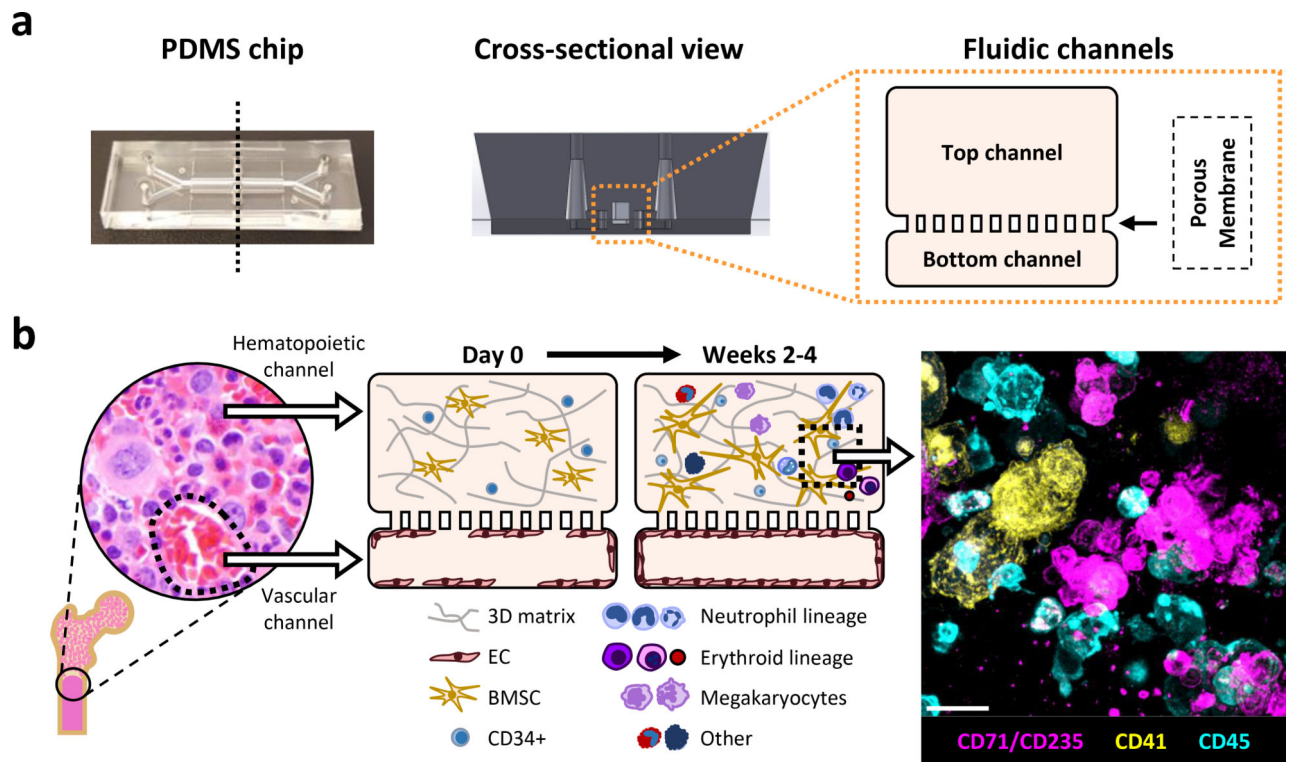 a
PDMS chip
Cross-sectional view
Fluidic channels
Top channel
Bottom channel
Porous
Membrane
b
Hematopoietic
channel
Vascular
channel
Day 0
Weeks 2-4
3D matrix
EC
BMSC
CD34+
Neutrophil lineage
Erythroid lineage
Megakaryocytes
Other
CD71/CD235 CD41 CD45